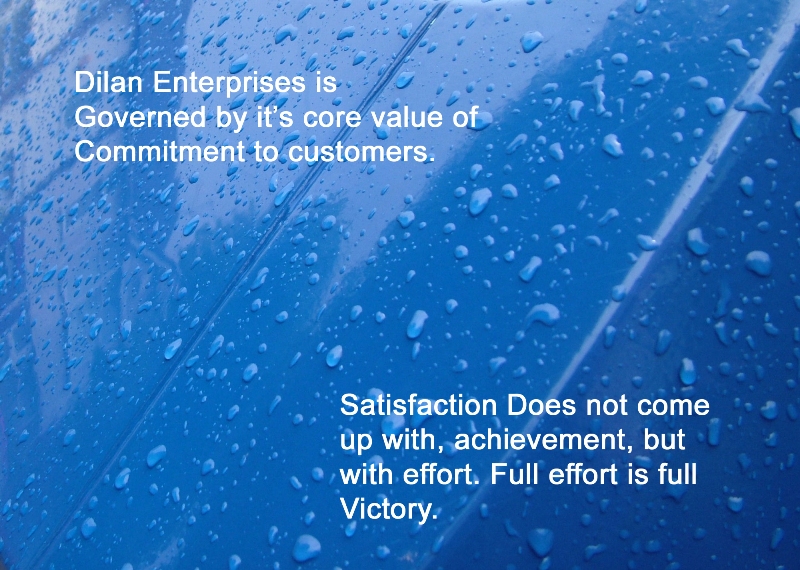 Dilan Enterprises is
Governed by it’s core value of
Commitment to customers.
Satisfaction Does not come
up with, achievement, but
with effort. Full effort is full
Victory.